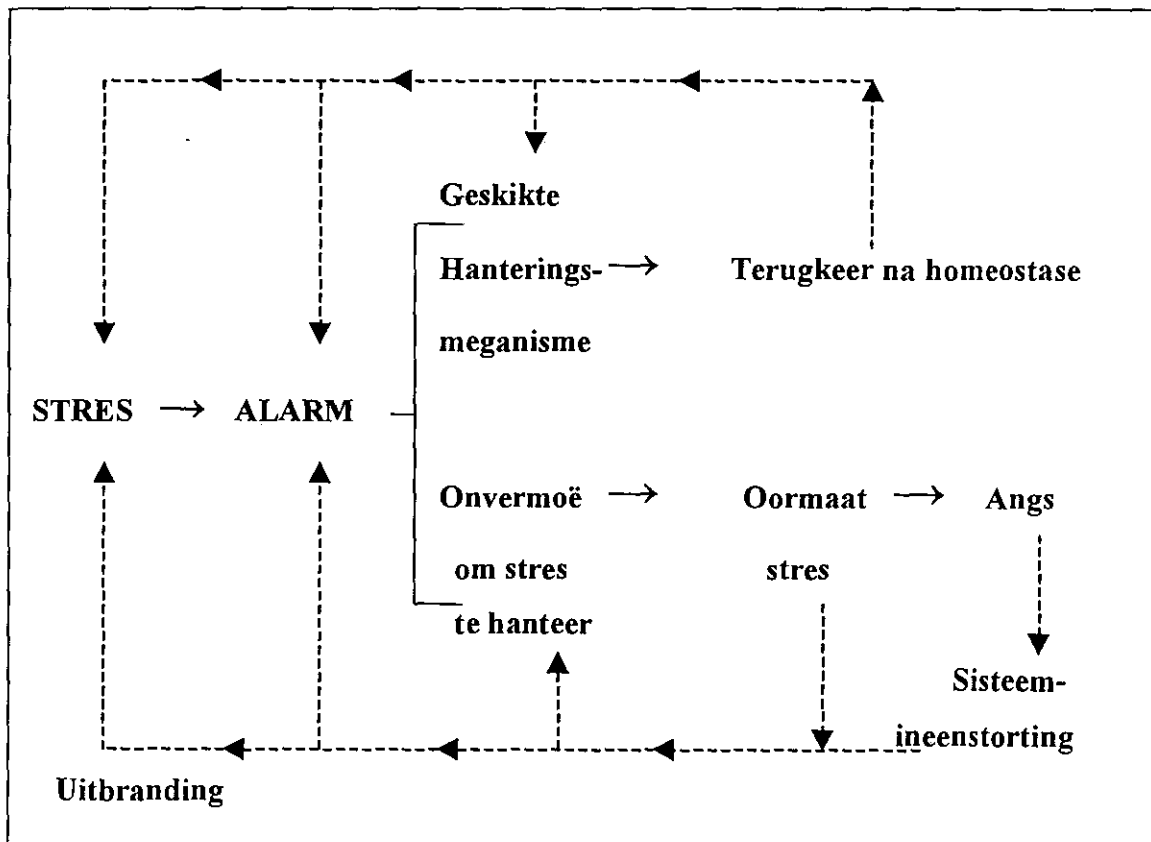 Geskikte
Hanterings- → Terugkeer na homeostase
meganisme
STRES → ALARM
Onvermoë → Oormaat → Angs
om stres stres
te hanteer
Sisteem-
ineenstorting
Uitbranding